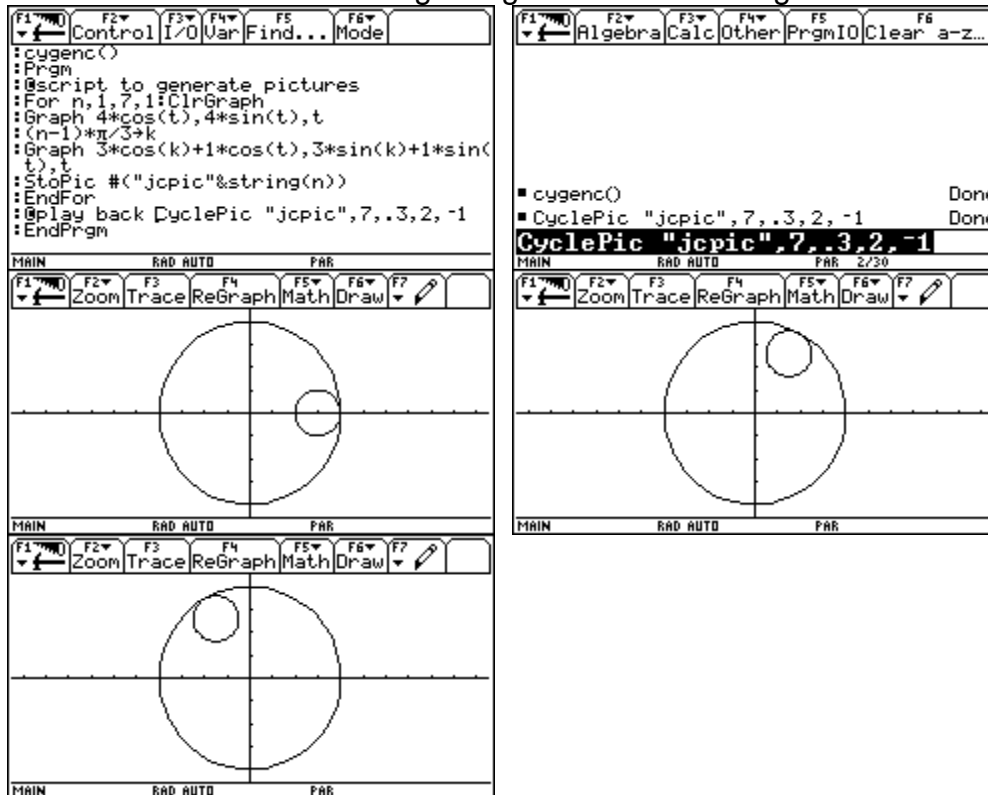 F1 F2 Control F3 I/O F4 Var F5 Find... F6 Mode
:cygenc()
:Prgm
:©script to generate pictures
:For n,1,7,1:ClrGraph
:Graph 4*cos(t),4*sin(t),t
:(n-1)*π/3→k
:Graph 3*cos(k)+1*cos(t),3*sin(k)+1*sin(
t),t
:StoPic #("jcpic"&string(n))
:EndFor
:©play back CyclePic "jcpic",7,.3,2,-1
:EndPrgm
MAIN RAD AUTO PAR
F1 F2 Algebra F3 Calc F4 Other F5 PrgmIO F6 Clear a-z…
cygenc() Done
CyclePic "jcpic",7,.3,2,-1 Done
CyclePic "jcpic",7,.3,2,-1
MAIN RAD AUTO PAR 2/30
F1 F2 Zoom F3 Trace F4 ReGraph F5 Math F6 Draw F7
MAIN RAD AUTO PAR
F1 F2 Zoom F3 Trace F4 ReGraph F5 Math F6 Draw F7
MAIN RAD AUTO PAR
F1 F2 Zoom F3 Trace F4 ReGraph F5 Math F6 Draw F7
MAIN RAD AUTO PAR